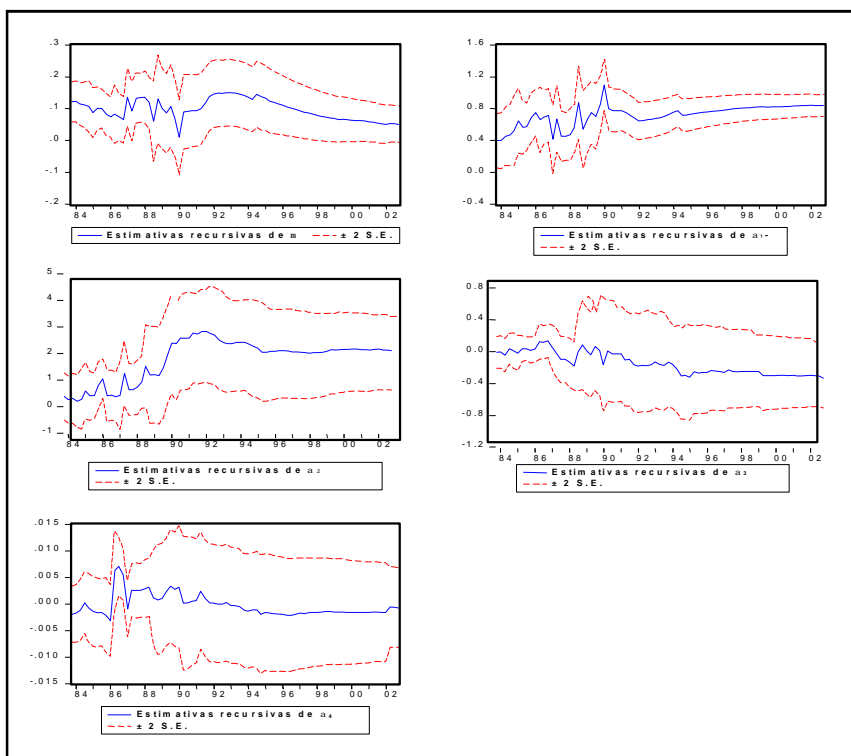 .3
.2
.1
.0
-.1
-.2
84 86 88 90 92 94 96 98 00 02
Estimativas recursivas de m ± 2 S.E.
1.6
1.2
0.8
0.4
0.0
-0.4
84 86 88 90 92 94 96 98 00 02
Estimativas recursivas de a₁-
± 2 S.E.
5
4
3
2
1
0
-1
84 86 88 90 92 94 96 98 00 02
Estimativas recursivas de a₂
± 2 S.E.
0.8
0.4
0.0
-0.4
-0.8
-1.2
84 86 88 90 92 94 96 98 00 02
Estimativas recursivas de a₃
± 2 S.E.
.015
.010
.005
.000
-.005
-.010
-.015
84 86 88 90 92 94 96 98 00 02
Estimativas recursivas de a₄
± 2 S.E.